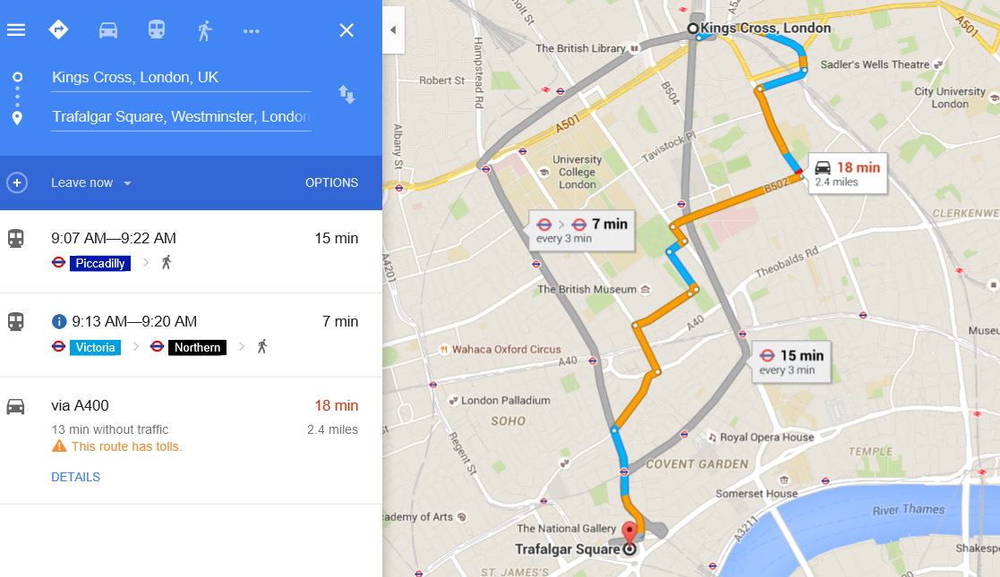 Kings Cross, London, UK
Trafalgar Square, Westminster, London
Leave now
OPTIONS
9:07 AM—9:22 AM
15 min
Piccadilly
9:13 AM—9:20 AM
7 min
Victoria
Northern
via A400
18 min
13 min without traffic
2.4 miles
This route has tolls.
DETAILS
Kings Cross, London
The British Library
A501
Sadler's Wells Theatre
Hampstead Rd
Robert St
B504
City University
London
A501
Albany St
Tavistock Pl
University
College
London
18 min
2.4 miles
B502
CLERKENWE
7 min
every 3 min
A4201
Theobalds Rd
The British Museum
A40
Museu
Wahaca Oxford Circus
A40
15 min
every 3 min
London Palladium
SOHO
Regent St
Royal Opera House
TEMPLE
COVENT GARDEN
Somerset House
River Thames
cademy of Arts
The National Gallery
A3211
Trafalgar Square
Shakesp
ST. JAMES'S